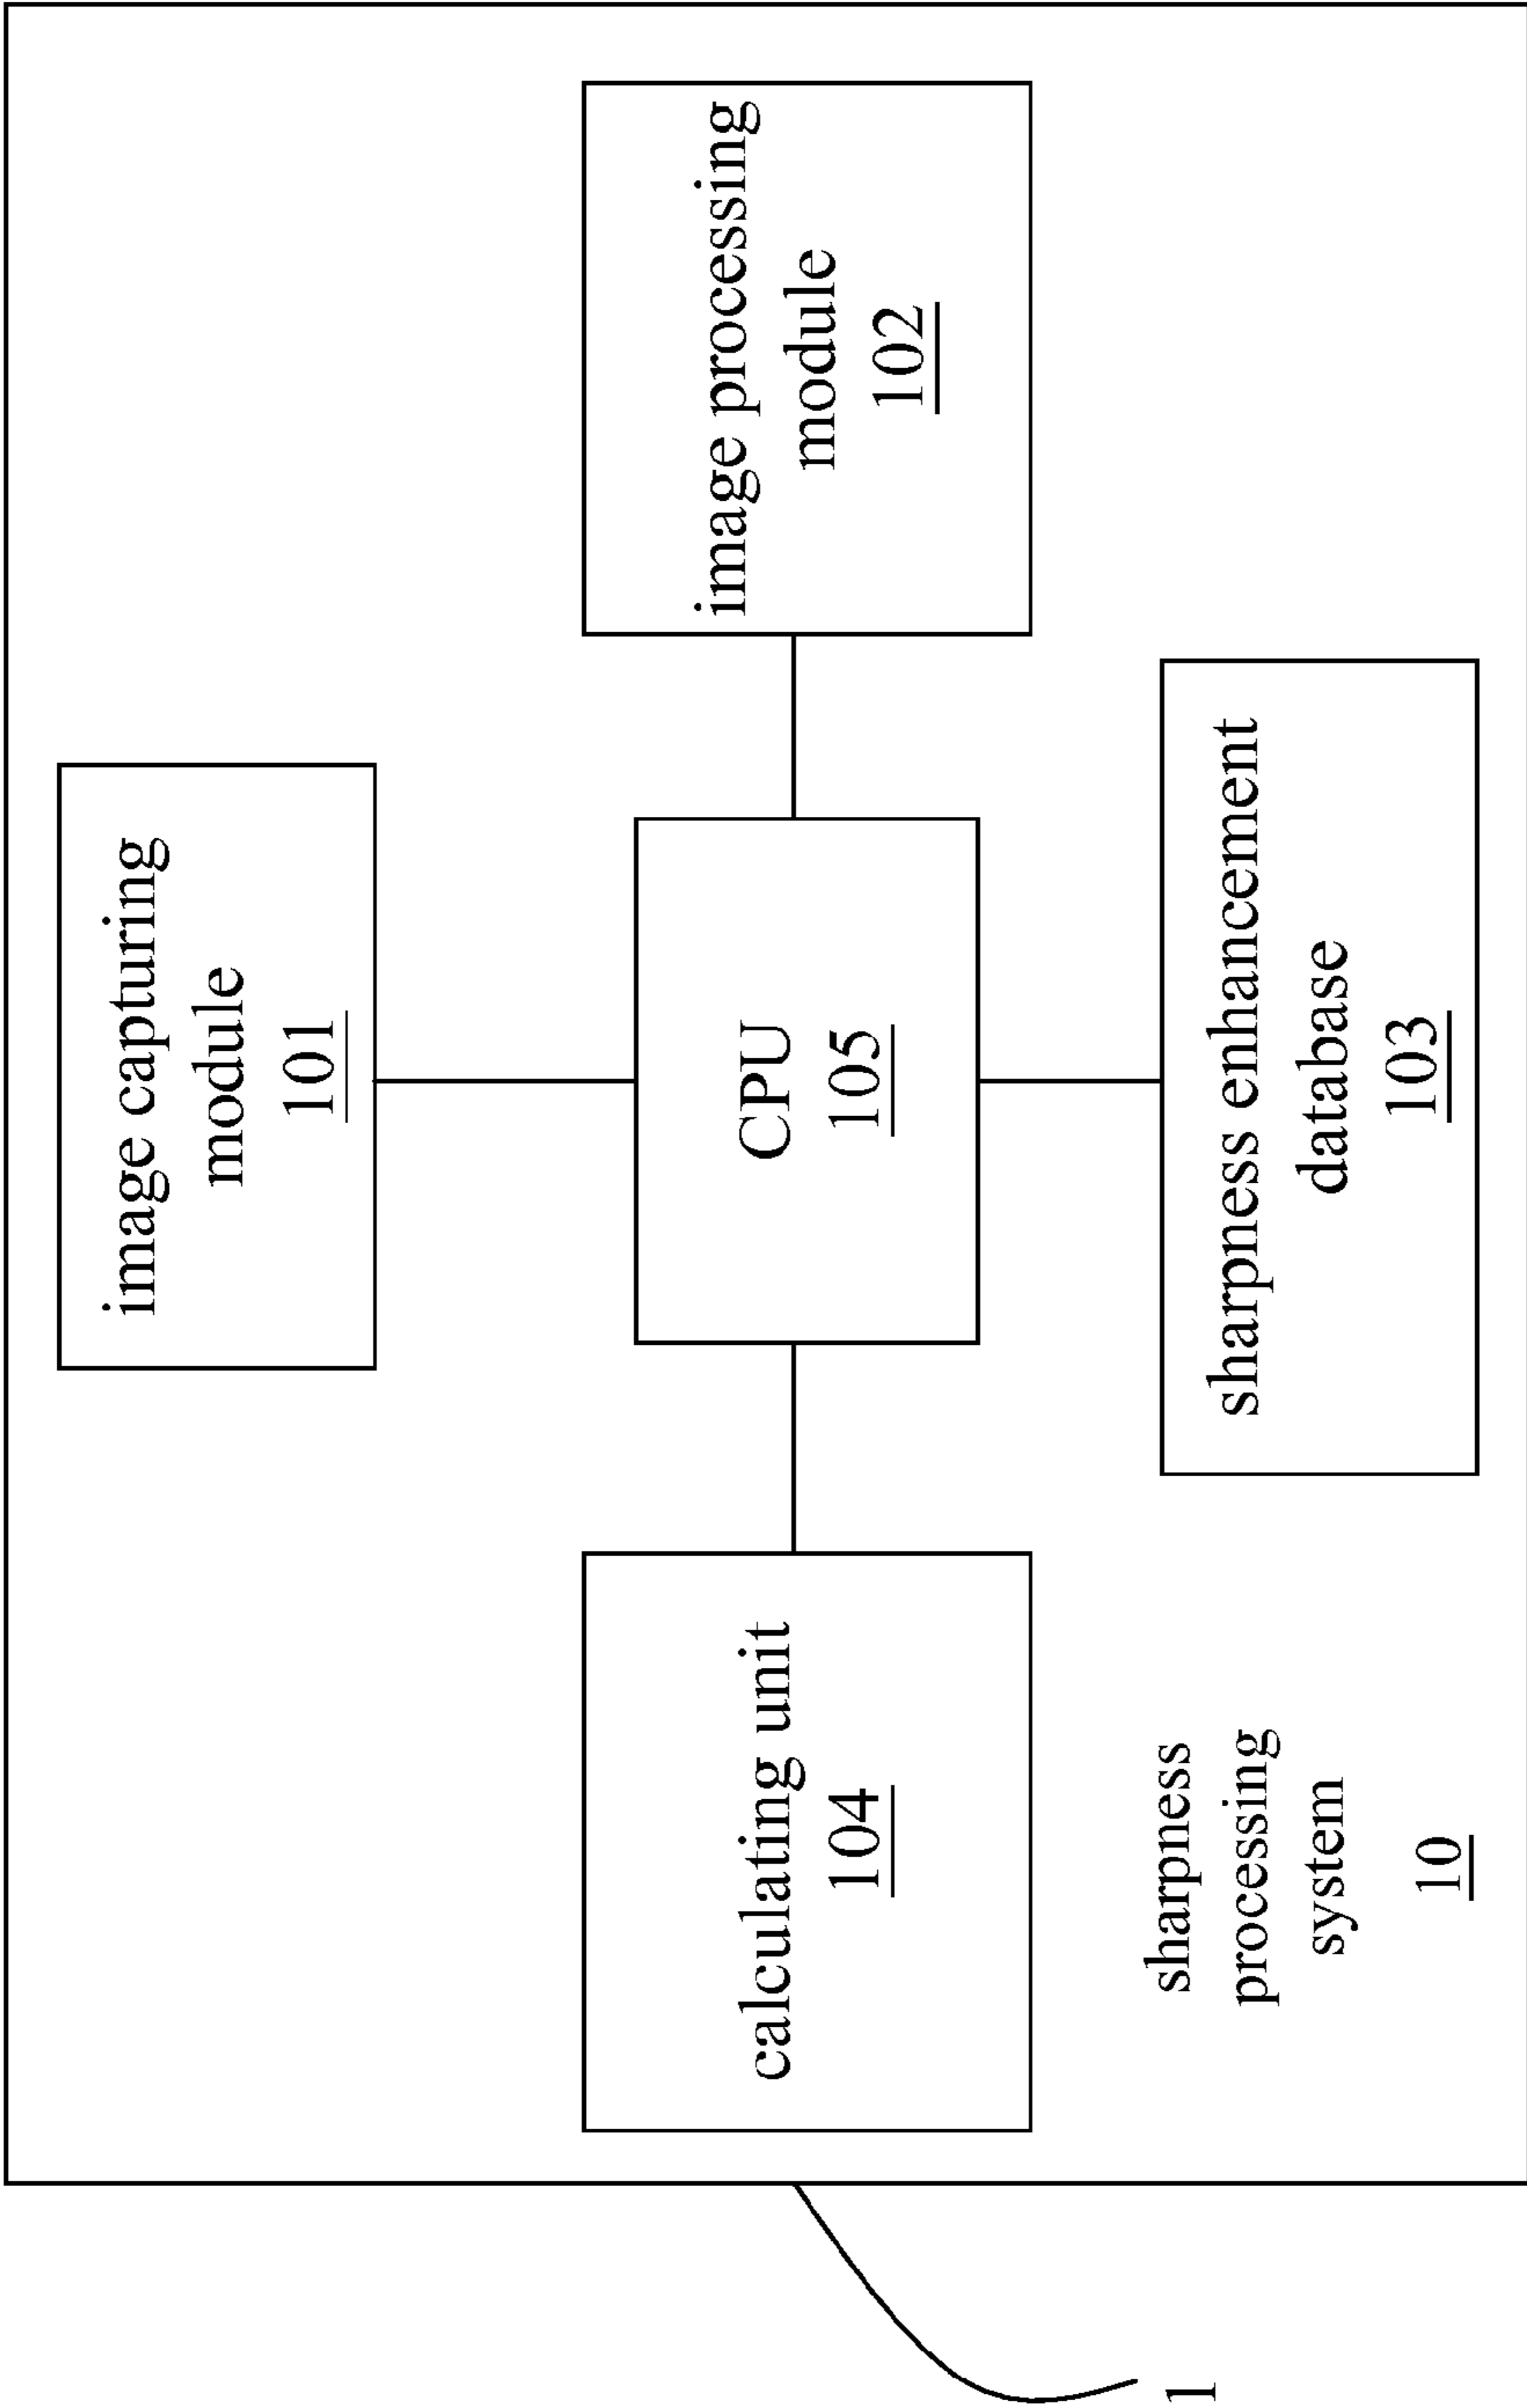 image capturing
module
101
calculating unit
104
CPU
105
image processing
module
102
sharpness enhancement
database
103
sharpness
processing
system
10
1